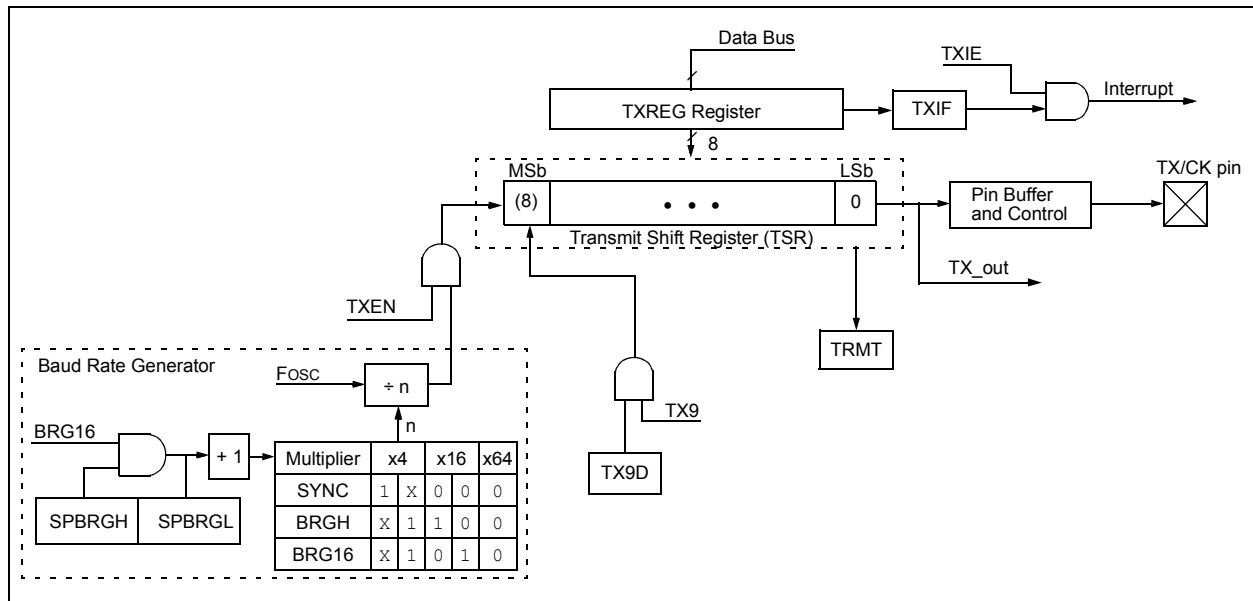 Data Bus
TXIE
Interrupt
TXREG Register
TXIF
8
MSb
LSb
TX/CK pin
(8)
• • •
0
Pin Buffer
and Control
Transmit Shift Register (TSR)
TX_out
TXEN
TRMT
Baud Rate Generator
FOSC
÷ n
TX9
n
BRG16
+ 1
Multiplier x4 x16 x64
SYNC 1 X 0 0 0
BRGH X 1 1 0 0
BRG16 X 1 0 1 0
TX9D
SPBRGH SPBRGL